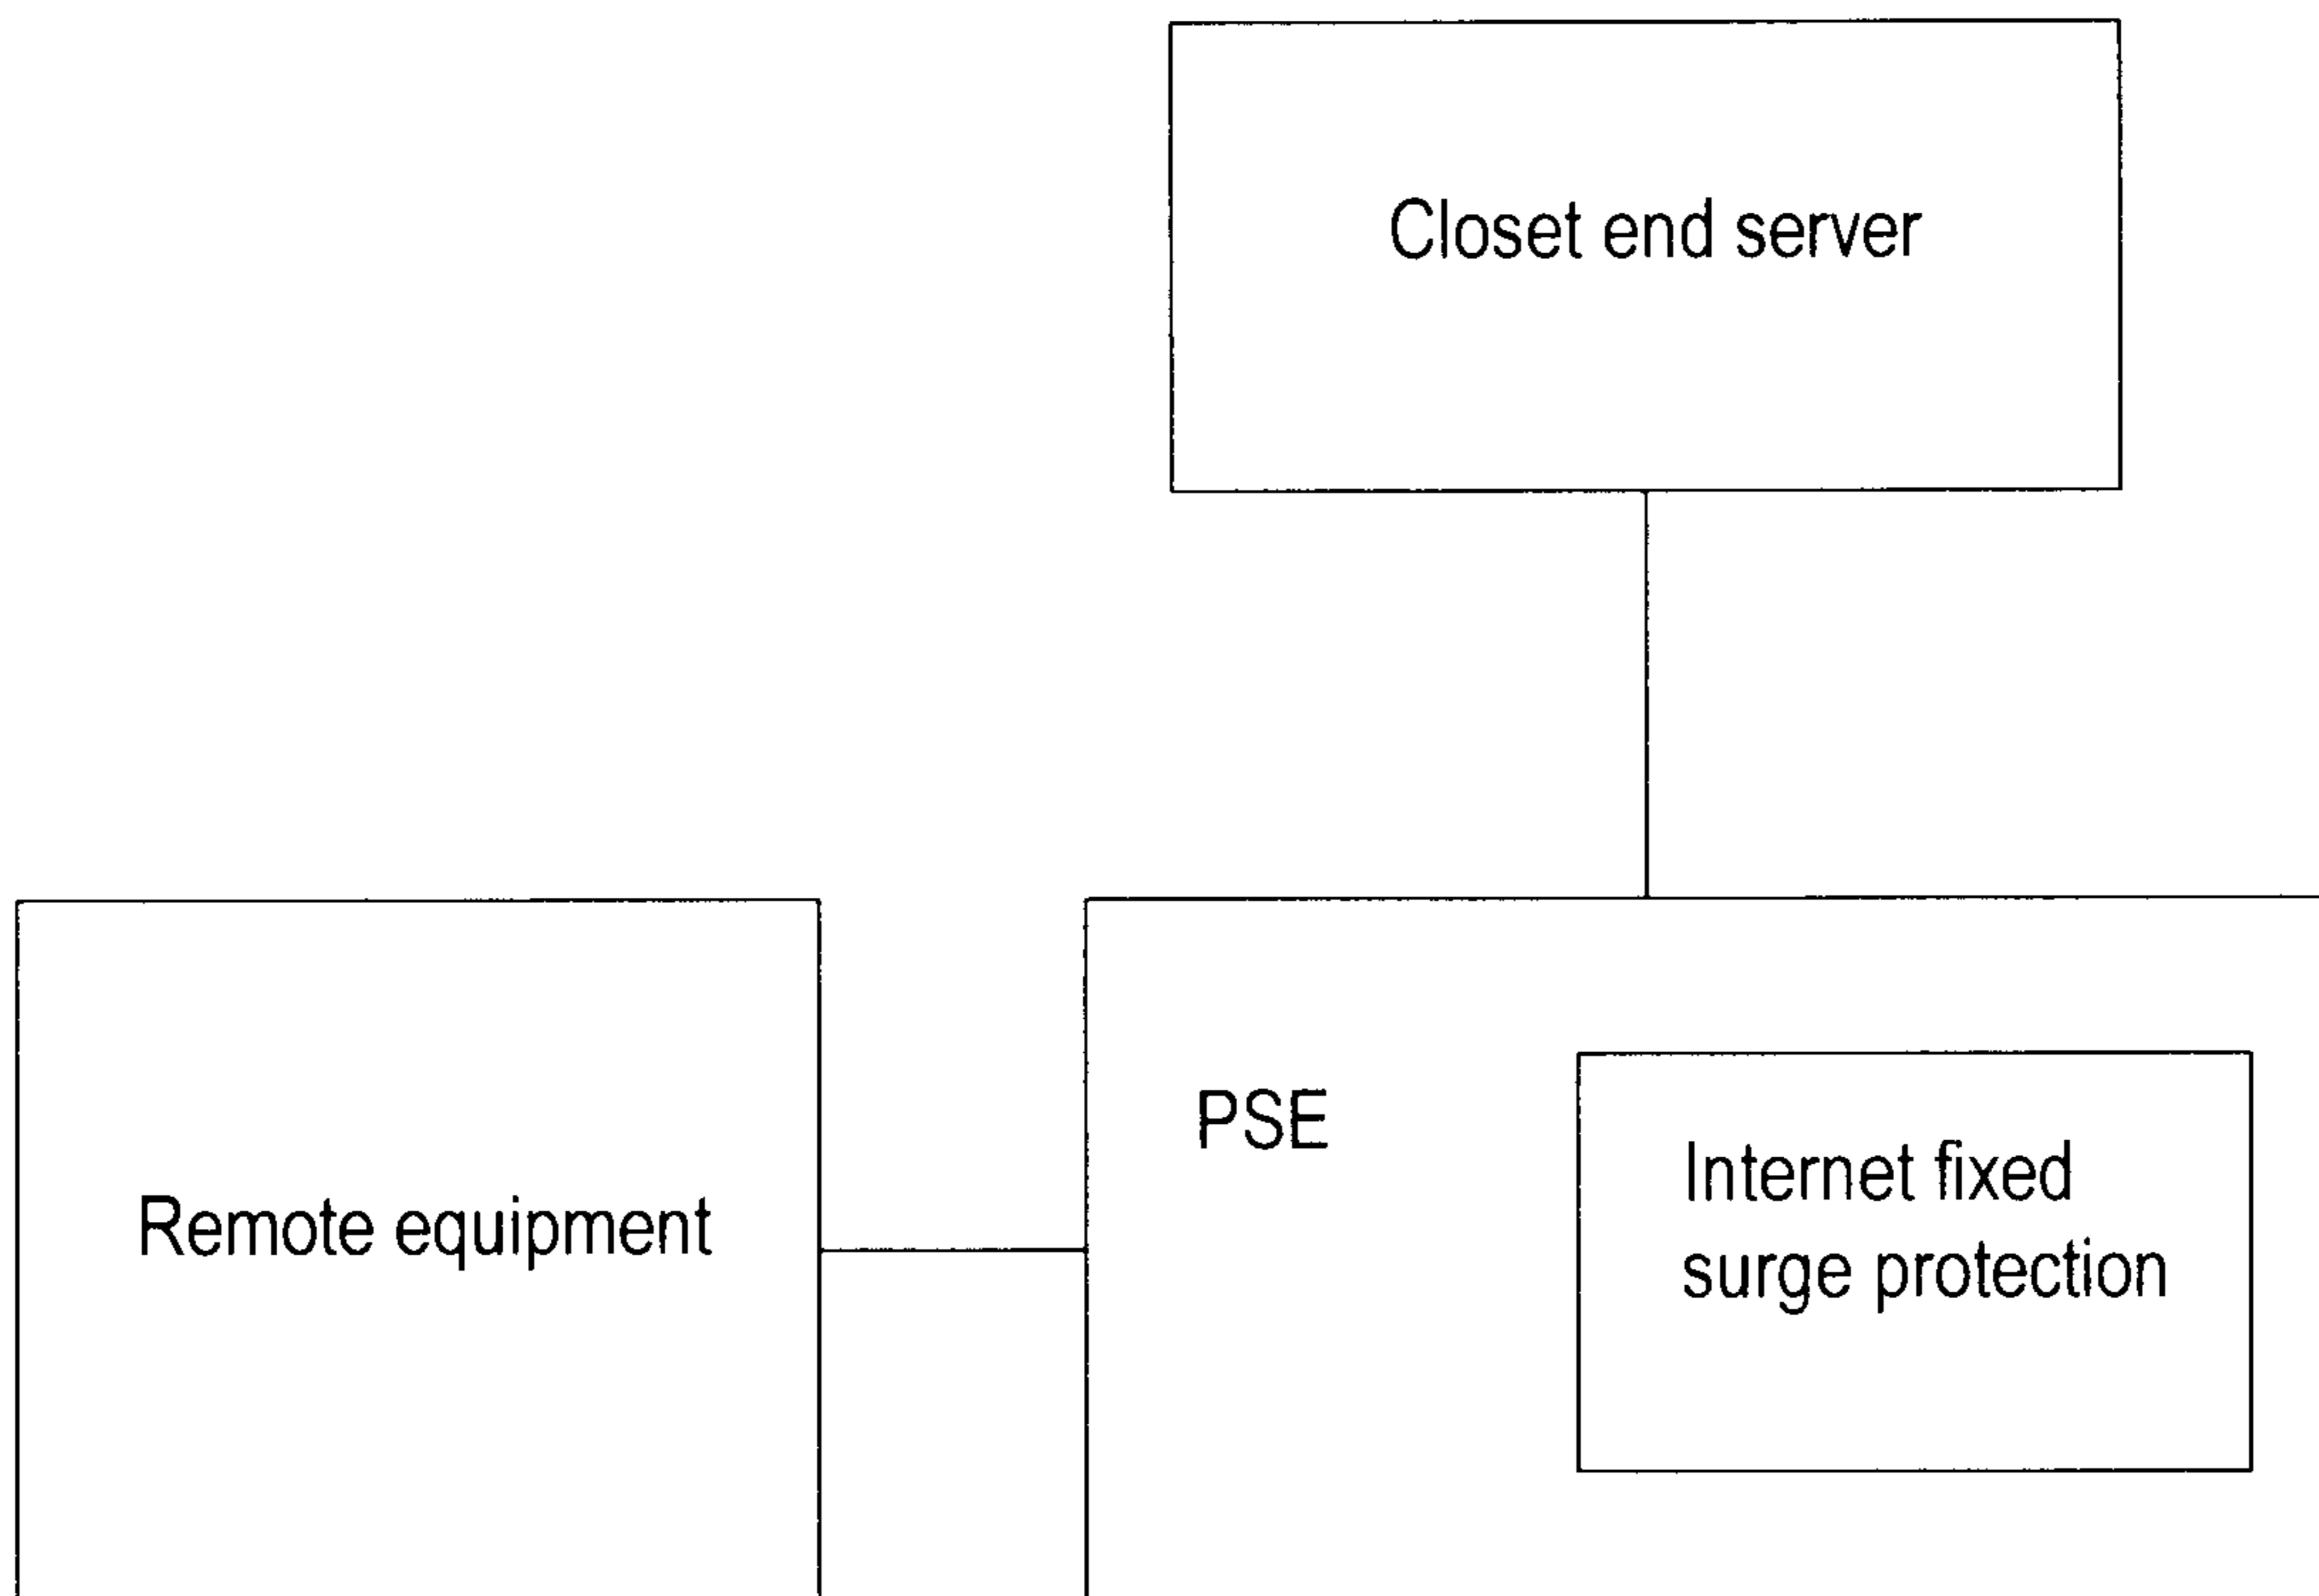 Closet end server
PSE
Internet fixed
surge protection
Remote equipment